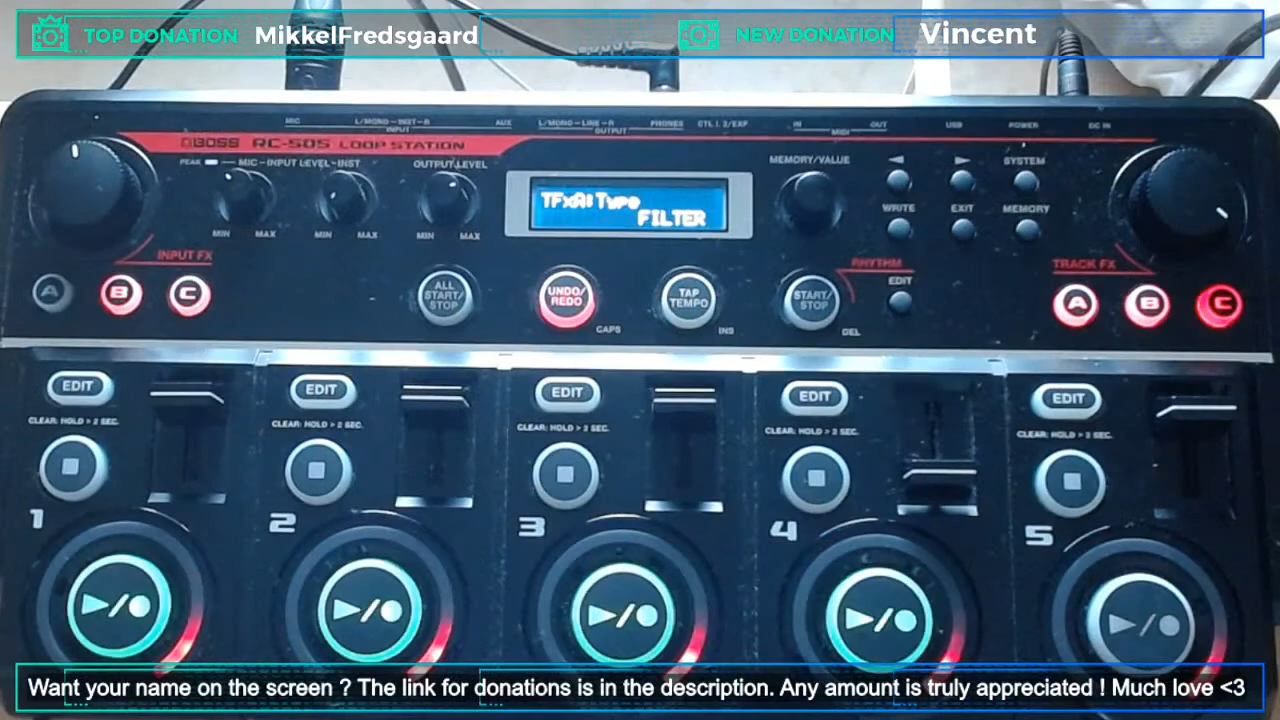 TOP DONATION MikkelFredsgaard NEW DONATION Vincent
MIC L/MONO-INST-R AUX L/MONO-LINE-R PHONES CTL 1, 2/EXP IN OUT USB POWER DC IN
INPUT OUTPUT MIDI
BOSS RC-505 LOOP STATION
PEAK MIC-INPUT LEVEL-INST OUTPUT LEVEL MEMORY/VALUE SYSTEM
TFxA:Type
FILTER
WRITE EXIT MEMORY
MIN MAX MIN MAX MIN MAX
INPUT FX RHYTHM TRACK FX
EDIT
A B C ALL START/STOP UNDO/REDO TAP TEMPO START/STOP A B C
CAPS INS DEL
EDIT EDIT EDIT EDIT EDIT
CLEAR: HOLD > 2 SEC. CLEAR: HOLD > 2 SEC. CLEAR: HOLD > 2 SEC. CLEAR: HOLD > 2 SEC. CLEAR: HOLD > 2 SEC.
1 2 3 4 5
Want your name on the screen ? The link for donations is in the description. Any amount is truly appreciated ! Much love <3